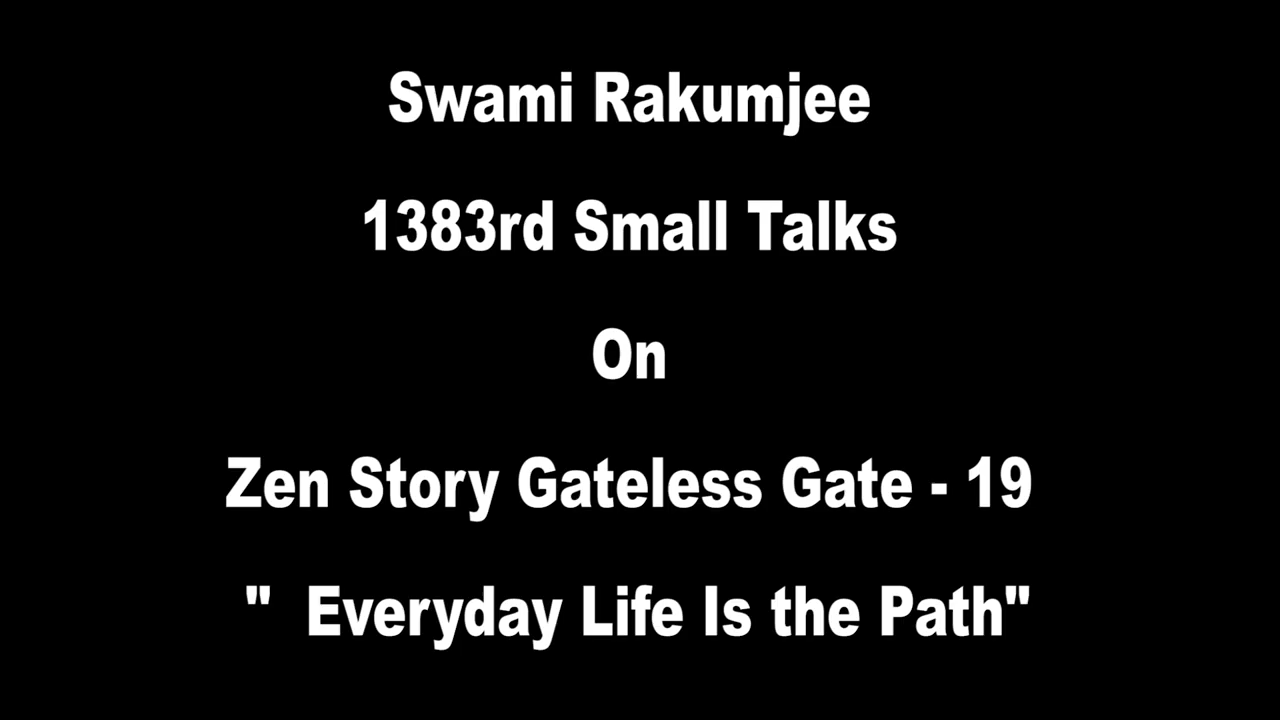 Swami Rakumjee
1383rd Small Talks
On
Zen Story Gateless Gate - 19
"  Everyday Life Is the Path"